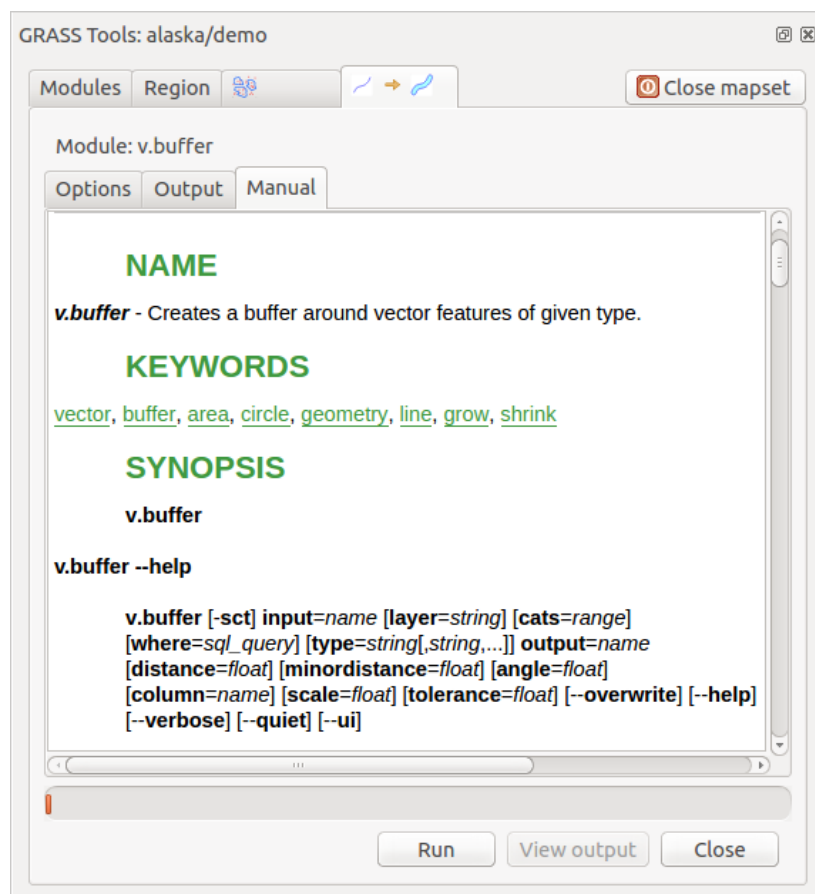 GRASS Tools: alaska/demo
Modules Region Close mapset
Module: v.buffer
Options Output Manual
NAME
v.buffer - Creates a buffer around vector features of given type.
KEYWORDS
vector, buffer, area, circle, geometry, line, grow, shrink
SYNOPSIS
v.buffer
v.buffer --help
v.buffer [-sct] input=name [layer=string] [cats=range]
[where=sql_query] [type=string[,string,...]] output=name
[distance=float] [minordistance=float] [angle=float]
[column=name] [scale=float] [tolerance=float] [--overwrite] [--help]
[--verbose] [--quiet] [--ui]
Run View output Close